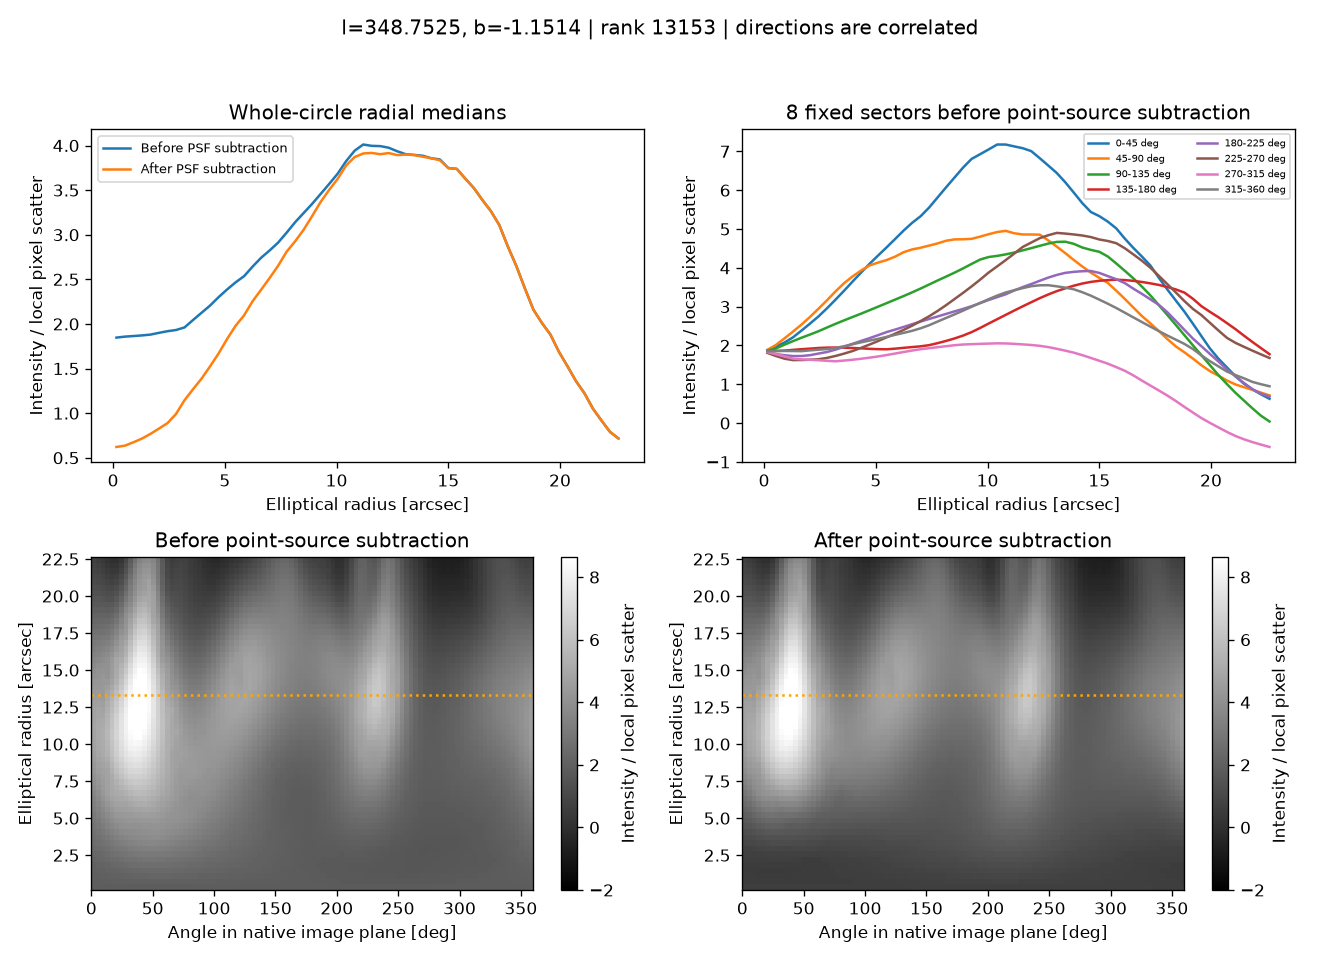 l=348.7525, b=-1.1514 | rank 13153 | directions are correlated
Whole-circle radial medians
Before PSF subtraction
After PSF subtraction
4.0
3.5
3.0
2.5
2.0
1.5
1.0
0.5
0 5 10 15 20
Intensity / local pixel scatter
Elliptical radius [arcsec]
8 fixed sectors before point-source subtraction
0-45 deg
45-90 deg
90-135 deg
135-180 deg
180-225 deg
225-270 deg
270-315 deg
315-360 deg
7
6
5
4
3
2
1
0
−1
0 5 10 15 20
Intensity / local pixel scatter
Elliptical radius [arcsec]
Before point-source subtraction
22.5
20.0
17.5
15.0
12.5
10.0
7.5
5.0
2.5
0 50 100 150 200 250 300 350
Elliptical radius [arcsec]
Angle in native image plane [deg]
8
6
4
2
0
−2
Intensity / local pixel scatter
After point-source subtraction
22.5
20.0
17.5
15.0
12.5
10.0
7.5
5.0
2.5
0 50 100 150 200 250 300 350
Elliptical radius [arcsec]
Angle in native image plane [deg]
8
6
4
2
0
−2
Intensity / local pixel scatter